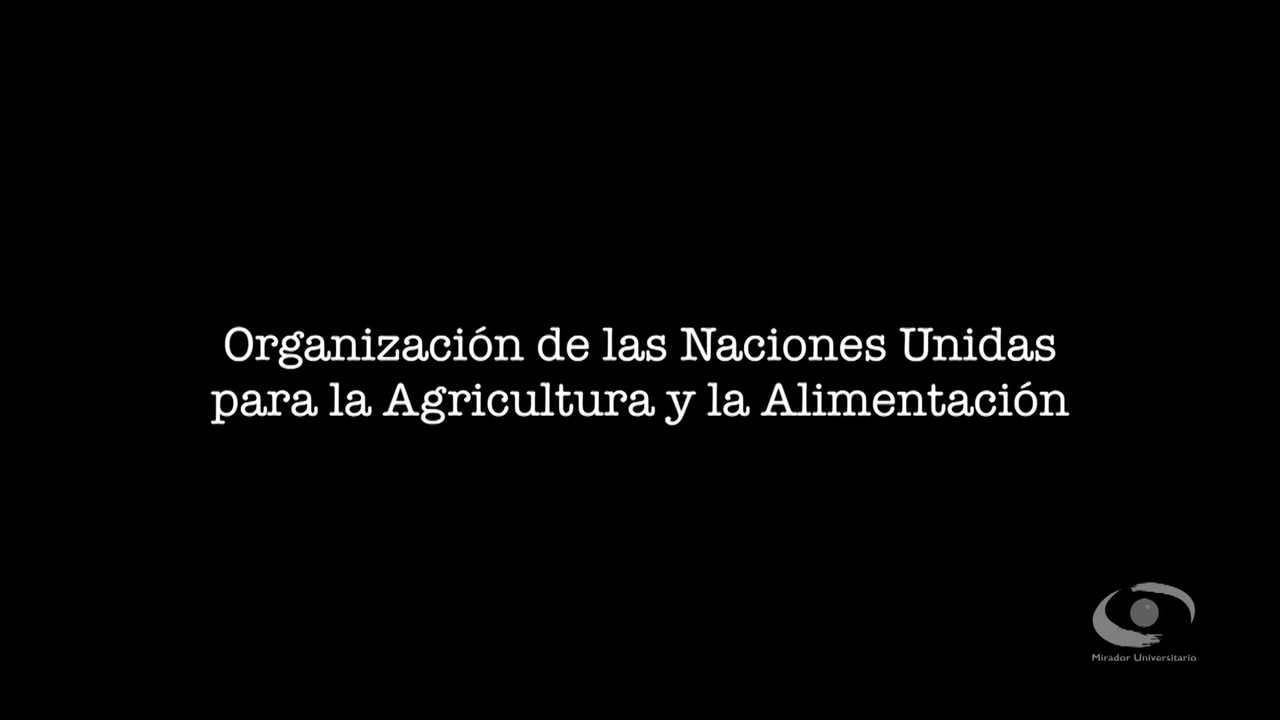 Organización de las Naciones Unidas
para la Agricultura y la Alimentación
Mirador Universitario